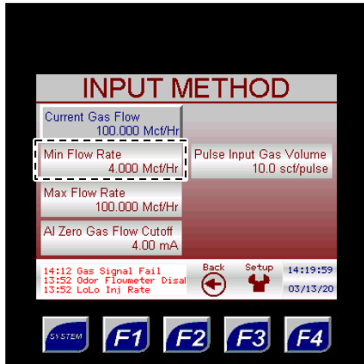 INPUT METHOD
Current Gas Flow
100.000 Mcf/Hr
Min Flow Rate
4.000 Mcf/Hr
Pulse Input Gas Volume
10.0 scf/pulse
Max Flow Rate
100.000 Mcf/Hr
AI Zero Gas Flow Cutoff
4.00 mA
14:12 Gas Signal Fail
13:52 Odor Flowmeter Disa
13:52 LoLo Inj Rate
Back
Setup
14:19:59
03/13/20
SYSTEM
F1
F2
F3
F4